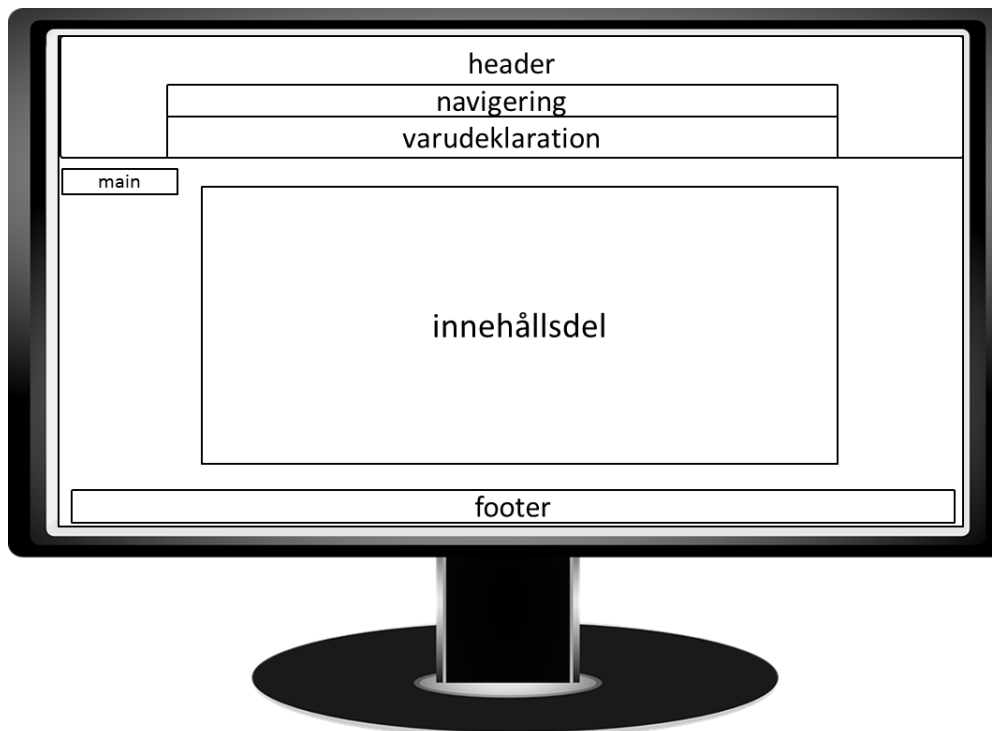 header
navigering
varudeklaration
main
innehållsdel
footer